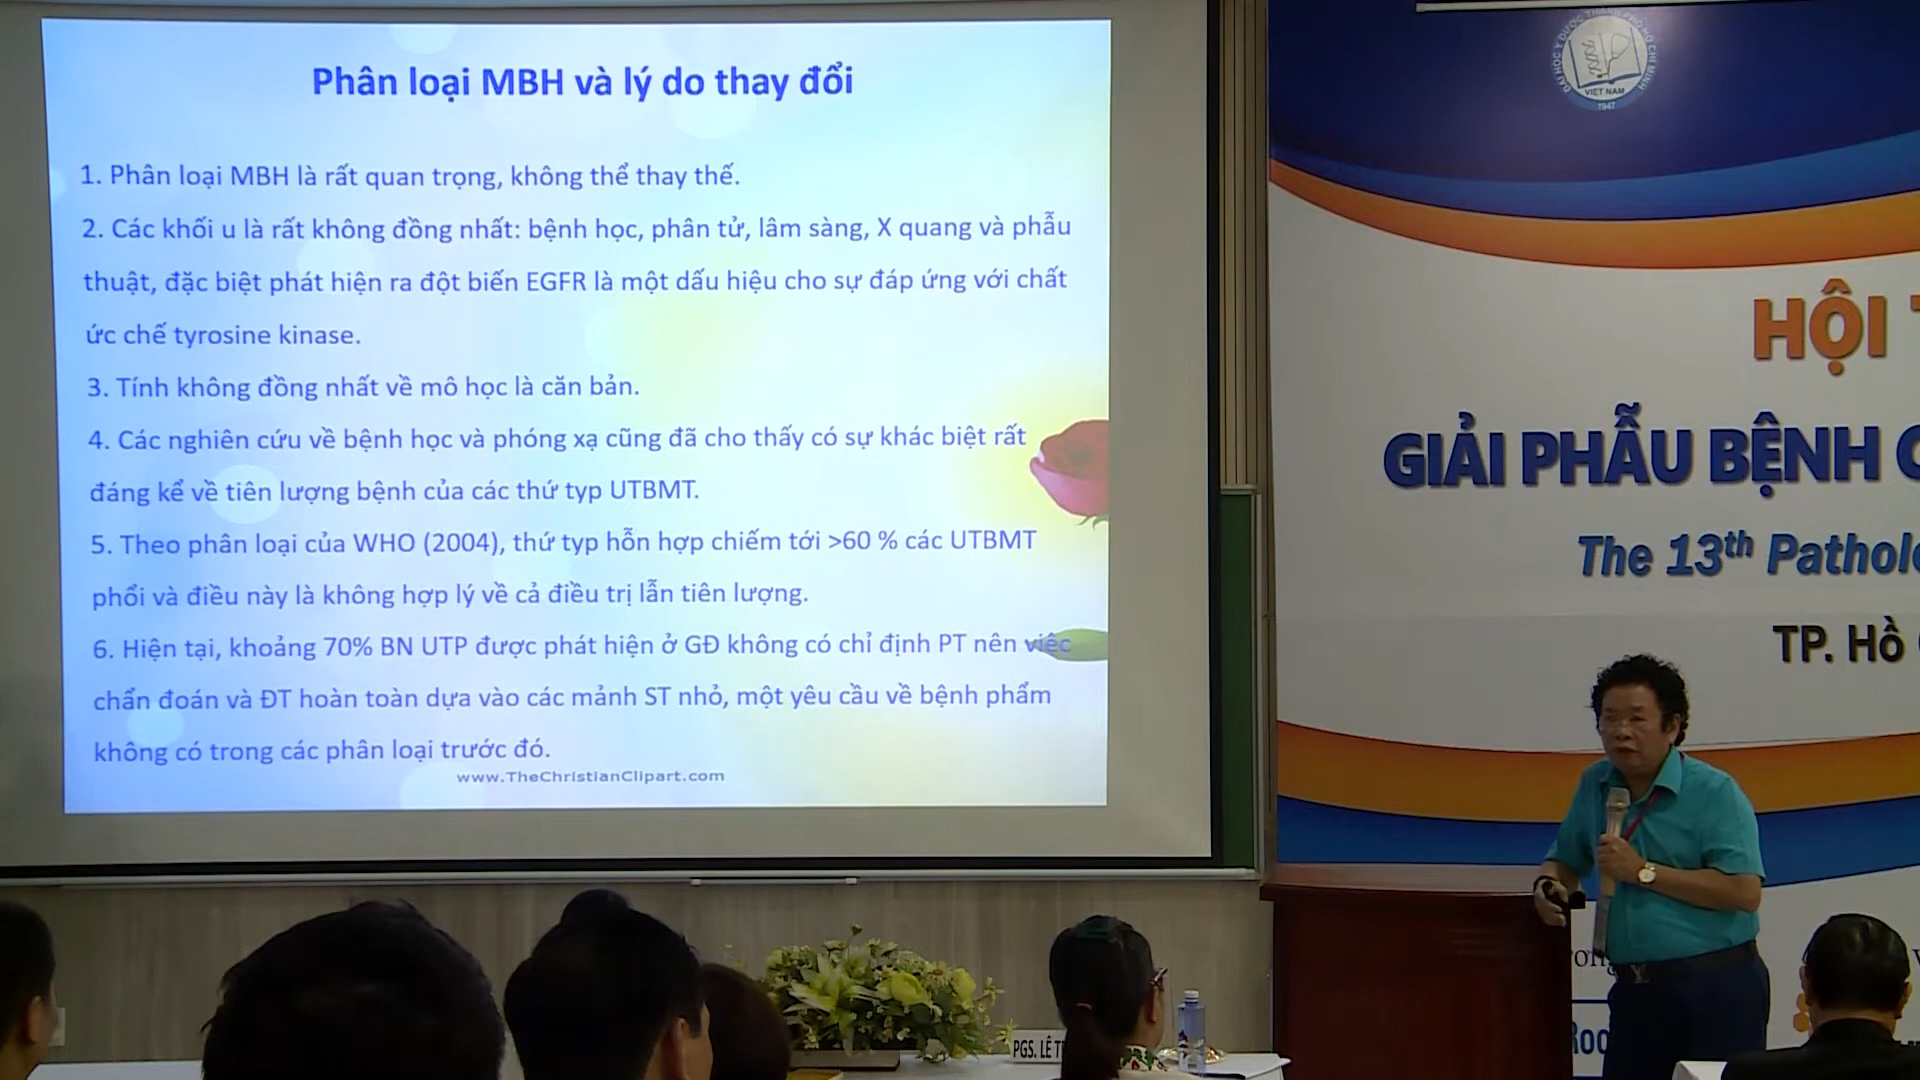 Phân loại MBH và lý do thay đổi
1. Phân loại MBH là rất quan trọng, không thể thay thế.
2. Các khối u là rất không đồng nhất: bệnh học, phân tử, lâm sàng, X quang và phẫu
thuật, đặc biệt phát hiện ra đột biến EGFR là một dấu hiệu cho sự đáp ứng với chất
ức chế tyrosine kinase.
3. Tính không đồng nhất về mô học là căn bản.
4. Các nghiên cứu về bệnh học và phóng xạ cũng đã cho thấy có sự khác biệt rất
đáng kể về tiên lượng bệnh của các thứ typ UTBMT.
5. Theo phân loại của WHO (2004), thứ typ hỗn hợp chiếm tới >60 % các UTBMT
phổi và điều này là không hợp lý về cả điều trị lẫn tiên lượng.
6. Hiện tại, khoảng 70% BN UTP được phát hiện ở GĐ không có chỉ định PT nên việc
chẩn đoán và ĐT hoàn toàn dựa vào các mảnh ST nhỏ, một yêu cầu về bệnh phẩm
không có trong các phân loại trước đó.
www.TheChristianClipart.com
ĐẠI HỌC Y DƯỢC THÀNH PHỐ HỒ CHÍ MINH
VIỆT NAM
1947
HỘI
GIẢI PHẪU BỆNH
The 13th
TP. Hồ
PGS. LÊ